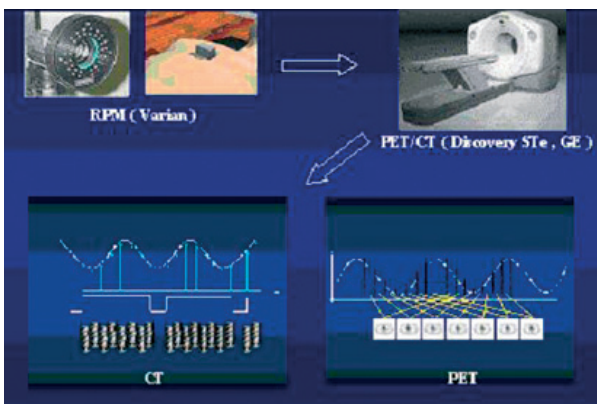 RPM ( Varian )
PET/CT ( Discovery STe , GE )
CT
PET